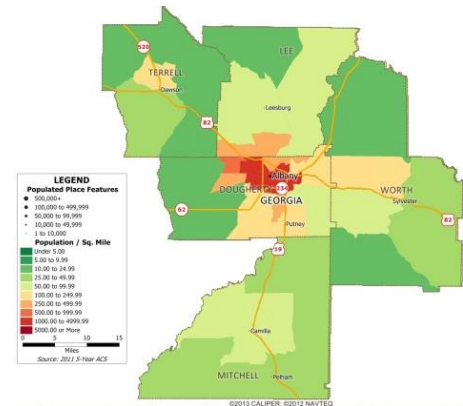 520
TERRELL
Dawson
LEE
Leesburg
82
Albany
DOUGHERT
234
GEORGIA
62
Putney
WORTH
Sylvester
82
19
Camilla
MITCHELL
Pelham
LEGEND
Populated Place Features
500,000+
100,000 to 499,999
50,000 to 99,999
10,000 to 49,999
1 to 10,000
Population / Sq. Mile
Under 5.00
5.00 to 9.99
10.00 to 24.99
25.00 to 49.99
50.00 to 99.99
100.00 to 249.99
250.00 to 499.99
500.00 to 999.99
1000.00 to 4999.99
5000.00 or More
0 5 10 15
Miles
Source: 2011 5-Year ACS
©2013 CALIPER; ©2012 NAVTEQ